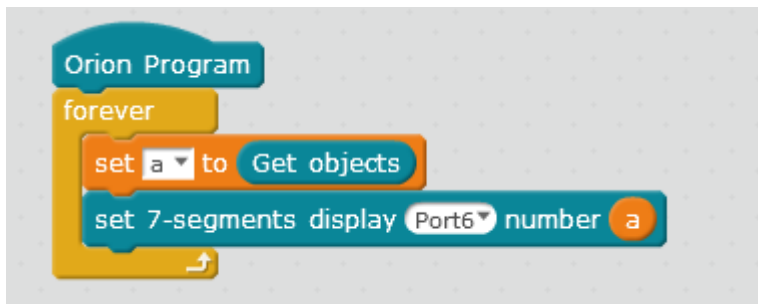 Orion Program
forever
set a to Get objects
set 7-segments display Port6 number a